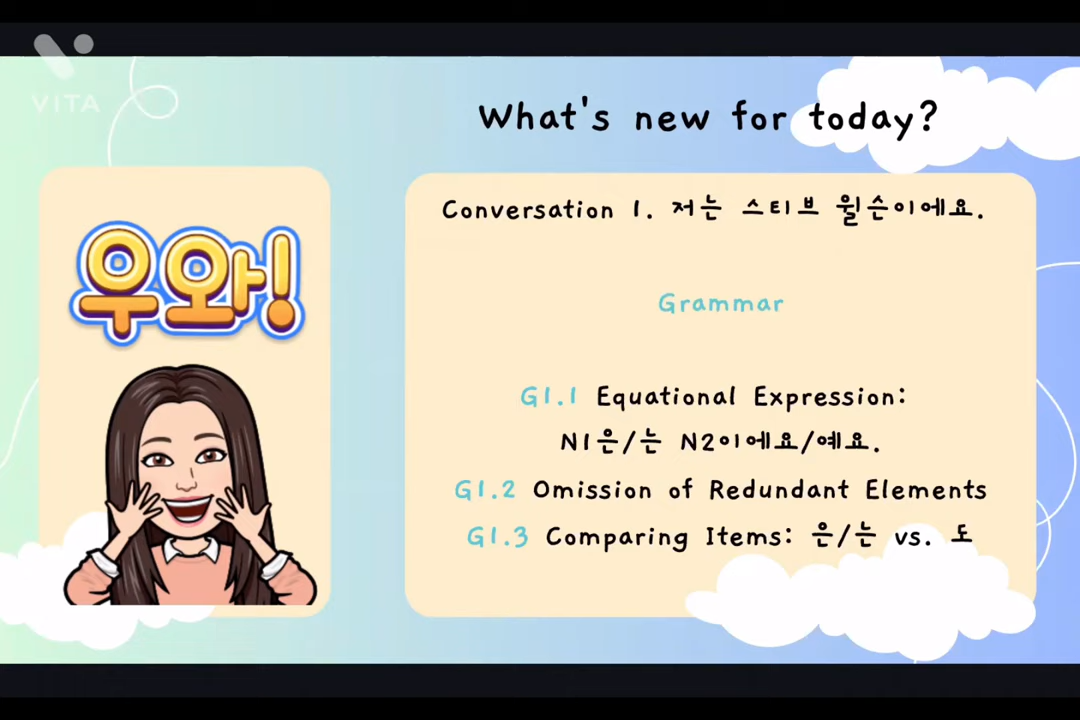 VITA
What's new for today?
우와!
Conversation 1. 저는 스티브 윌슨이에요.
Grammar
G1.1 Equational Expression:
N1은/는 N2이에요/예요.
G1.2 Omission of Redundant Elements
G1.3 Comparing Items: 은/는 vs. 도